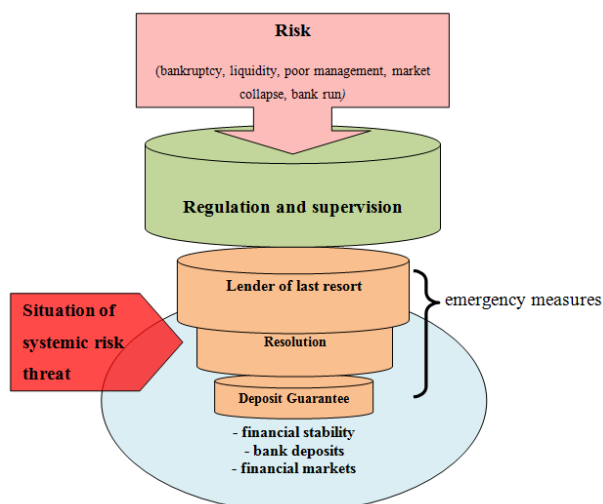 Risk
(bankruptcy, liquidity, poor management, market
collapse, bank run)
Regulation and supervision
Lender of last resort
emergency measures
Situation of
systemic risk
threat
Resolution
Deposit Guarantee
- financial stability
- bank deposits
- financial markets